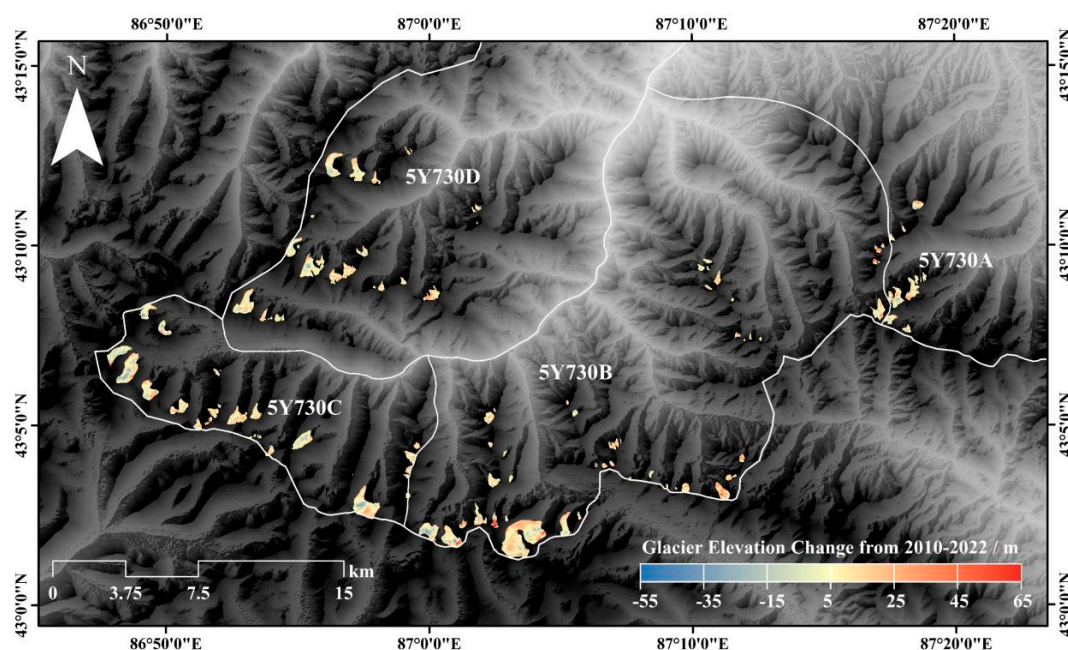 86°50'0"E 87°0'0"E 87°10'0"E 87°20'0"E
43°15'0"N 43°15'0"N
N
5Y730D
43°10'0"N 43°10'0"N
5Y730A
5Y730B
5Y730C
43°5'0"N 43°5'0"N
Glacier Elevation Change from 2010-2022 / m
km
0 3.75 7.5 15
-55 -35 -15 5 25 45 65
43°0'0"N 43°0'0"N
86°50'0"E 87°0'0"E 87°10'0"E 87°20'0"E